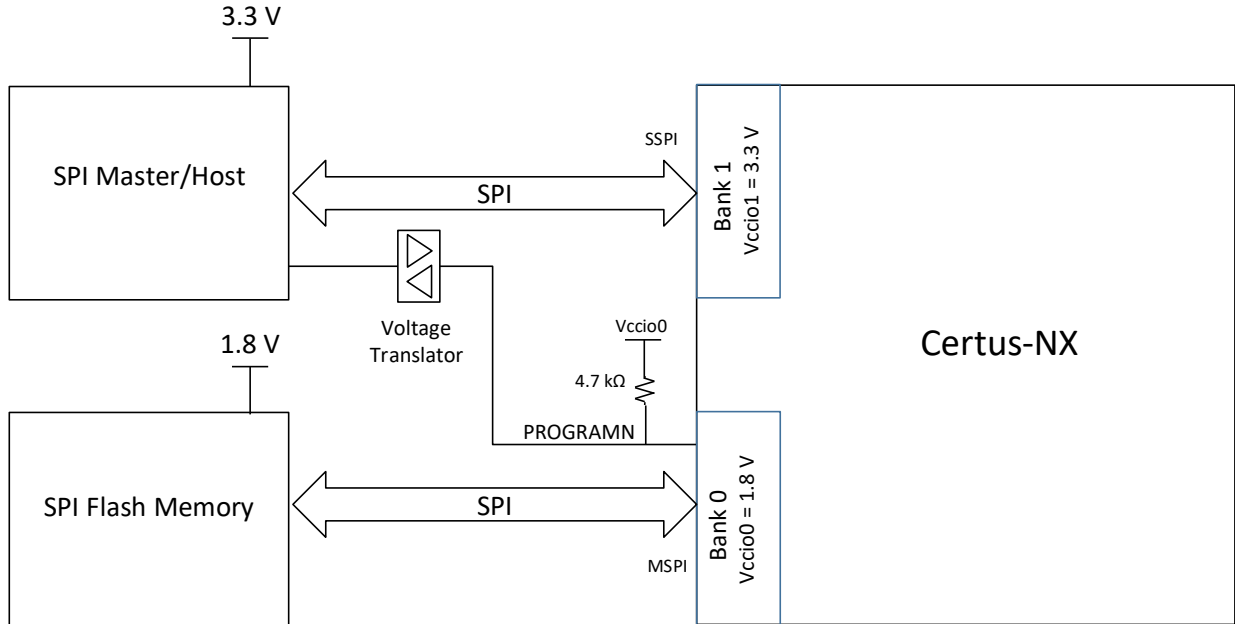 3.3 V
SPI Master/Host
SSPI
SPI
Bank 1
Vccio1 = 3.3 V
Voltage
Translator
Vccio0
4.7 kΩ
Certus-NX
1.8 V
PROGRAMN
SPI Flash Memory
SPI
Bank 0
Vccio0 = 1.8 V
MSPI